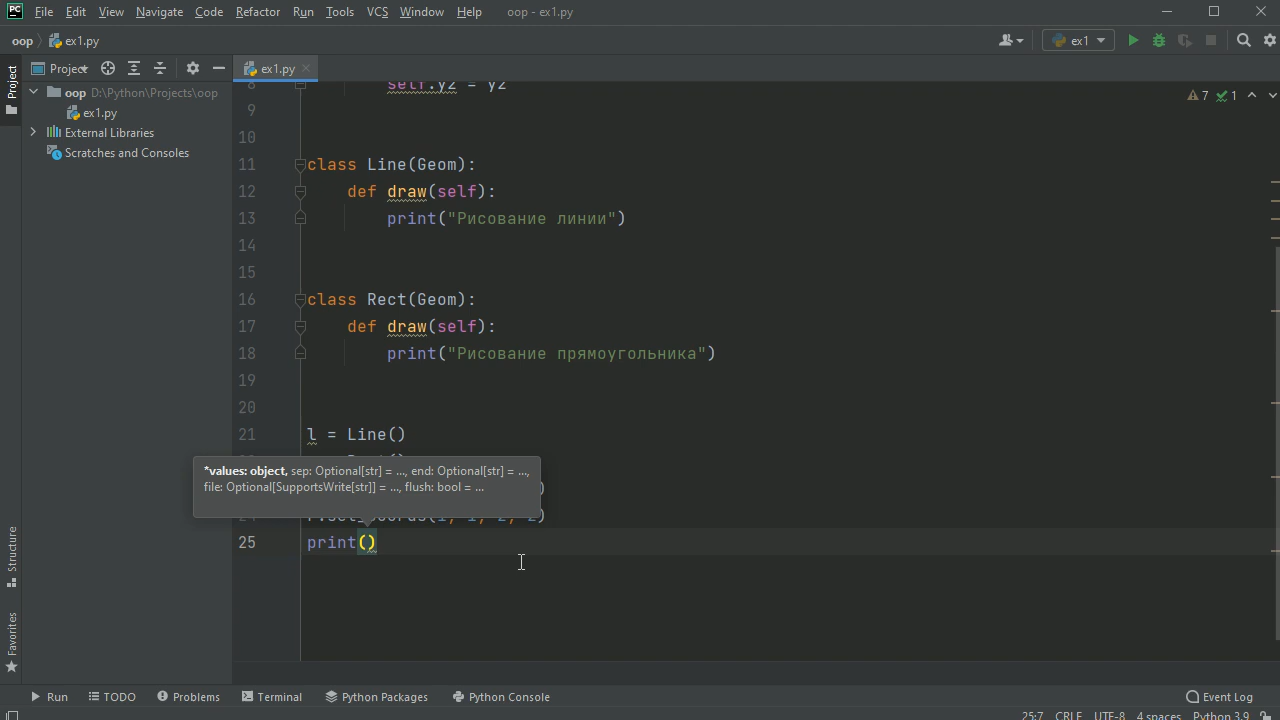 PC File Edit View Navigate Code Refactor Run Tools VCS Window Help oop - ex1.py
oop ex1.py ex1
Project ex1.py
Project
oop D:\Python\Projects\oop
ex1.py
External Libraries
Scratches and Consoles
Structure
Favorites
8 self.y2 = y2
7 1
9
10
11 class Line(Geom):
12 def draw(self):
13 print("Рисование линии")
14
15
16 class Rect(Geom):
17 def draw(self):
18 print("Рисование прямоугольника")
19
20
21 l = Line()
*values: object, sep: Optional[str] = ..., end: Optional[str] = ...,
file: Optional[SupportsWrite[str]] = ..., flush: bool = ...
)
25 print()
Run TODO Problems Terminal Python Packages Python Console Event Log
25:7 CRLF UTF-8 4 spaces Python 3.9